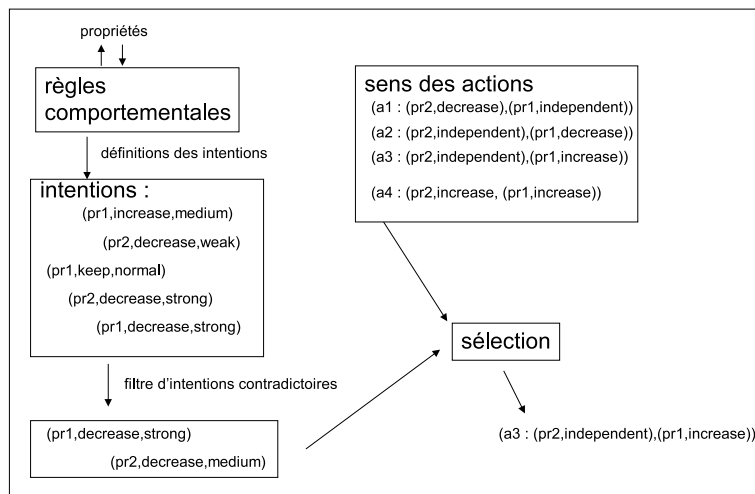 propriétés
règles
comportementales
définitions des intentions
intentions :
(pr1,increase,medium)
(pr2,decrease,weak)
(pr1,keep,normal)
(pr2,decrease,strong)
(pr1,decrease,strong)
filtre d'intentions contradictoires
(pr1,decrease,strong)
(pr2,decrease,medium)
sens des actions
(a1 : (pr2,decrease),(pr1,independent))
(a2 : (pr2,independent),(pr1,decrease))
(a3 : (pr2,independent),(pr1,increase))
(a4 : (pr2,increase, (pr1,increase))
sélection
(a3 : (pr2,independent),(pr1,increase))